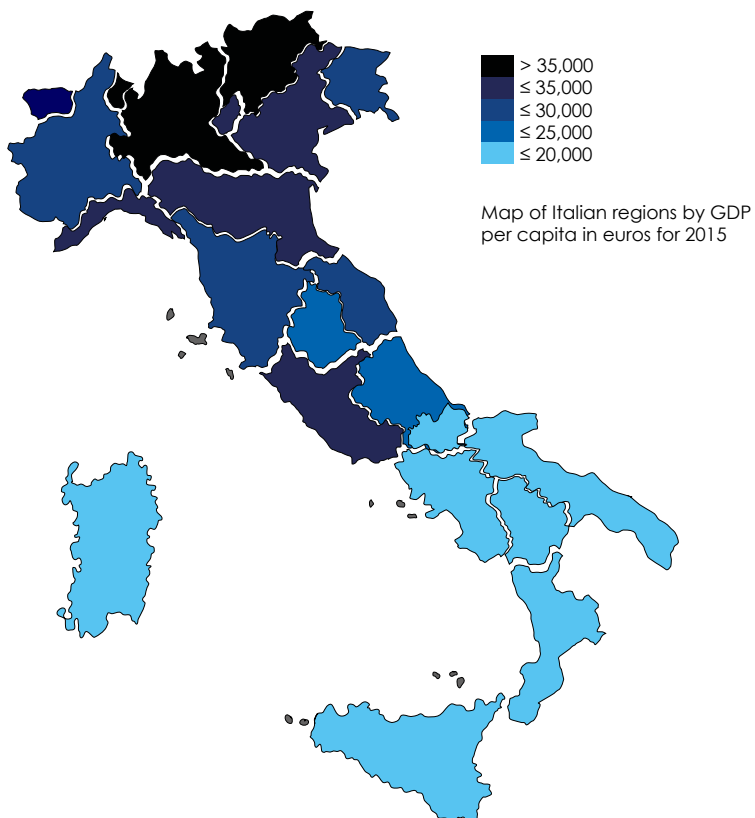 > 35,000
≤ 35,000
≤ 30,000
≤ 25,000
≤ 20,000
Map of Italian regions by GDP
per capita in euros for 2015